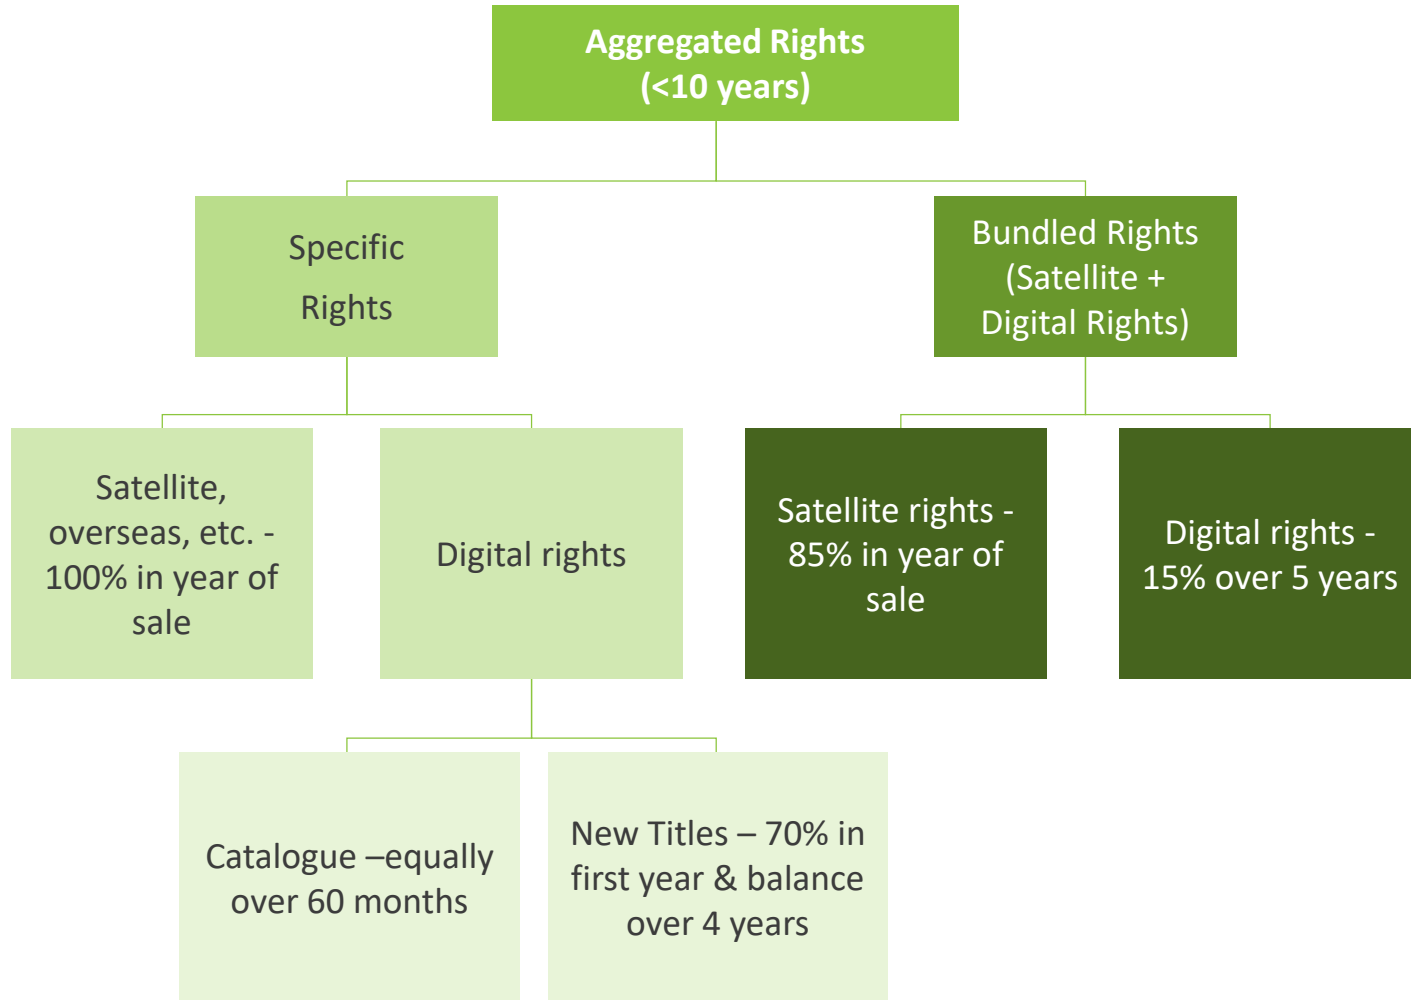 Aggregated Rights
(<10 years)
Specific
Rights
Bundled Rights
(Satellite +
Digital Rights)
Satellite,
overseas, etc. -
100% in year of
sale
Digital rights
Satellite rights -
85% in year of
sale
Digital rights -
15% over 5 years
Catalogue –equally
over 60 months
New Titles – 70% in
first year & balance
over 4 years